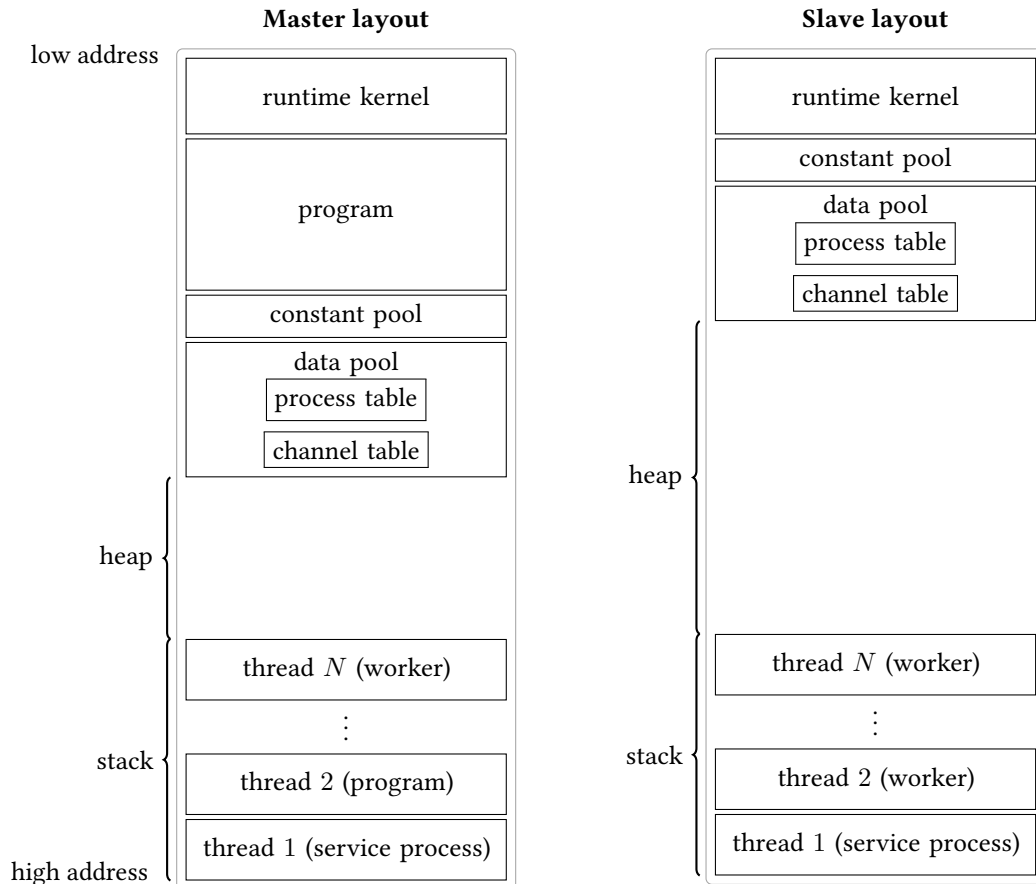 Master layout
low address
runtime kernel
program
constant pool
data pool
process table
channel table
heap
thread N (worker)
⋮
stack
thread 2 (program)
thread 1 (service process)
high address
Slave layout
runtime kernel
constant pool
data pool
process table
channel table
heap
thread N (worker)
⋮
stack
thread 2 (worker)
thread 1 (service process)